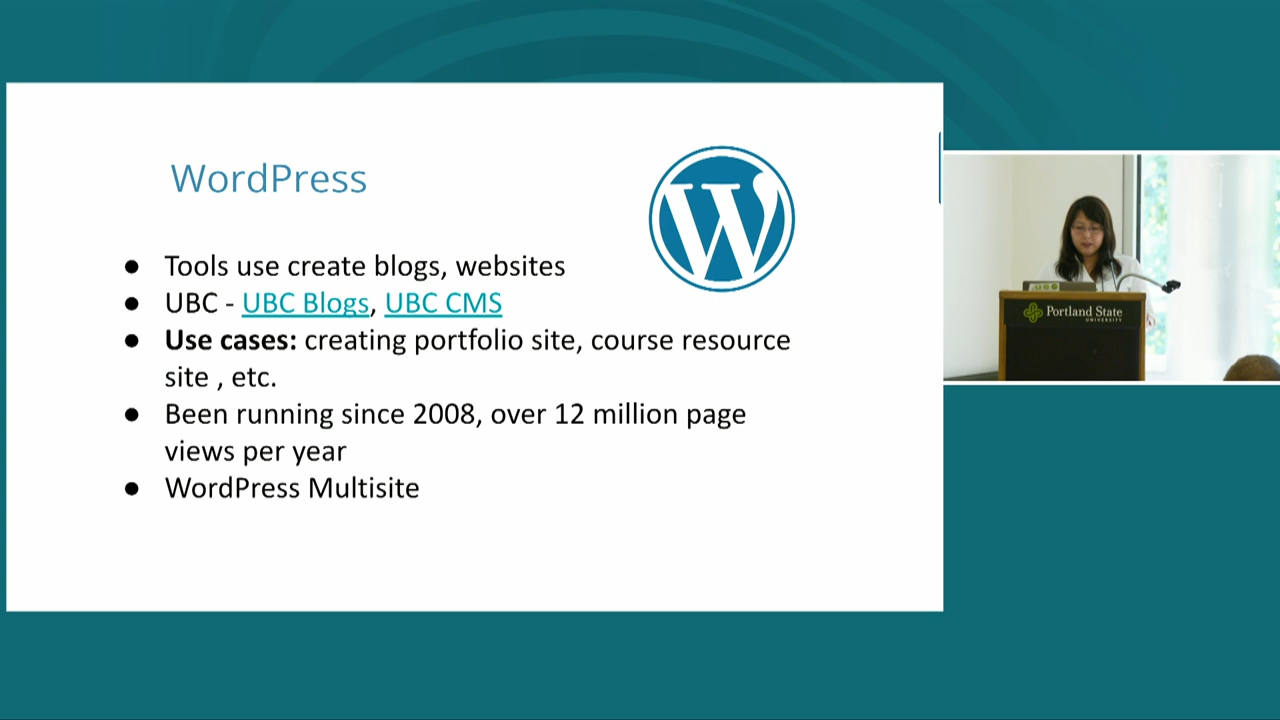 WordPress
● Tools use create blogs, websites
● UBC - UBC Blogs, UBC CMS
● Use cases: creating portfolio site, course resource
site , etc.
● Been running since 2008, over 12 million page
views per year
● WordPress Multisite
Portland State
UNIVERSITY